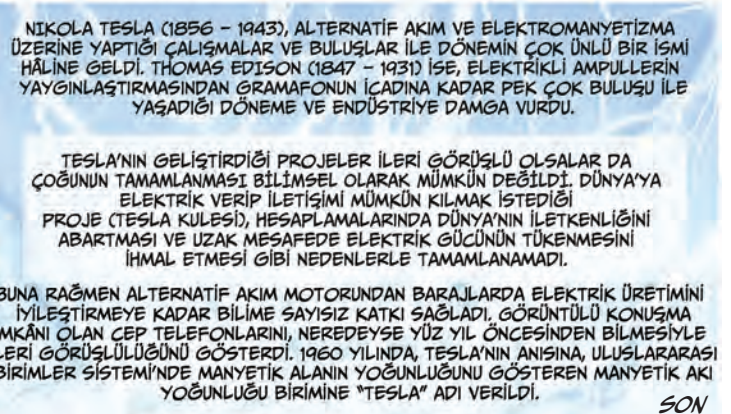 NIKOLA TESLA (1856 - 1943), ALTERNATİF AKIM VE ELEKTROMANYETİZMA
ÜZERİNE YAPTIĞI ÇALIŞMALAR VE BULUŞLAR İLE DÖNEMİN ÇOK ÜNLÜ BİR İSMİ
HÂLİNE GELDİ. THOMAS EDISON (1847 - 1931) İSE, ELEKTRİKLİ AMPULLERİN
YAYGINLAŞTIRMASINDAN GRAMAFONUN İCADINA KADAR PEK ÇOK BULUŞU İLE
YAŞADIĞI DÖNEME VE ENDÜSTRİYE DAMGA VURDU.
TESLA'NIN GELİŞTİRDİĞİ PROJELER İLERİ GÖRÜŞLÜ OLSALAR DA
ÇOĞUNUN TAMAMLANMASI BİLİMSEL OLARAK MÜMKÜN DEĞİLDİ. DÜNYA'YA
ELEKTRİK VERİP İLETİŞİMİ MÜMKÜN KILMAK İSTEDİĞİ
PROJE (TESLA KULESİ), HESAPLAMALARINDA DÜNYA'NIN İLETKENLİĞİNİ
ABARTMASI VE UZAK MESAFEDE ELEKTRİK GÜCÜNÜN TÜKENMESİNİ
İHMAL ETMESİ GİBİ NEDENLERLE TAMAMLANAMADI.
BUNA RAĞMEN ALTERNATİF AKIM MOTORUNDAN BARAJLARDA ELEKTRİK ÜRETİMİNİ
İYİLEŞTİRMEYE KADAR BİLİME SAYISIZ KATKI SAĞLADI. GÖRÜNTÜLÜ KONUŞMA
MKÂNI OLAN CEP TELEFONLARINI, NEREDEYSE YÜZ YIL ÖNCESİNDEN BİLMESİYLE
LERİ GÖRÜŞLÜLÜĞÜNÜ GÖSTERDİ. 1960 YILINDA, TESLA'NIN ANISINA, ULUSLARARASI
BİRİMLER SİSTEMİ'NDE MANYETİK ALANIN YOĞUNLUĞUNU GÖSTEREN MANYETİK AKI
YOĞUNLUĞU BİRİMİNE "TESLA" ADI VERİLDİ.
SON